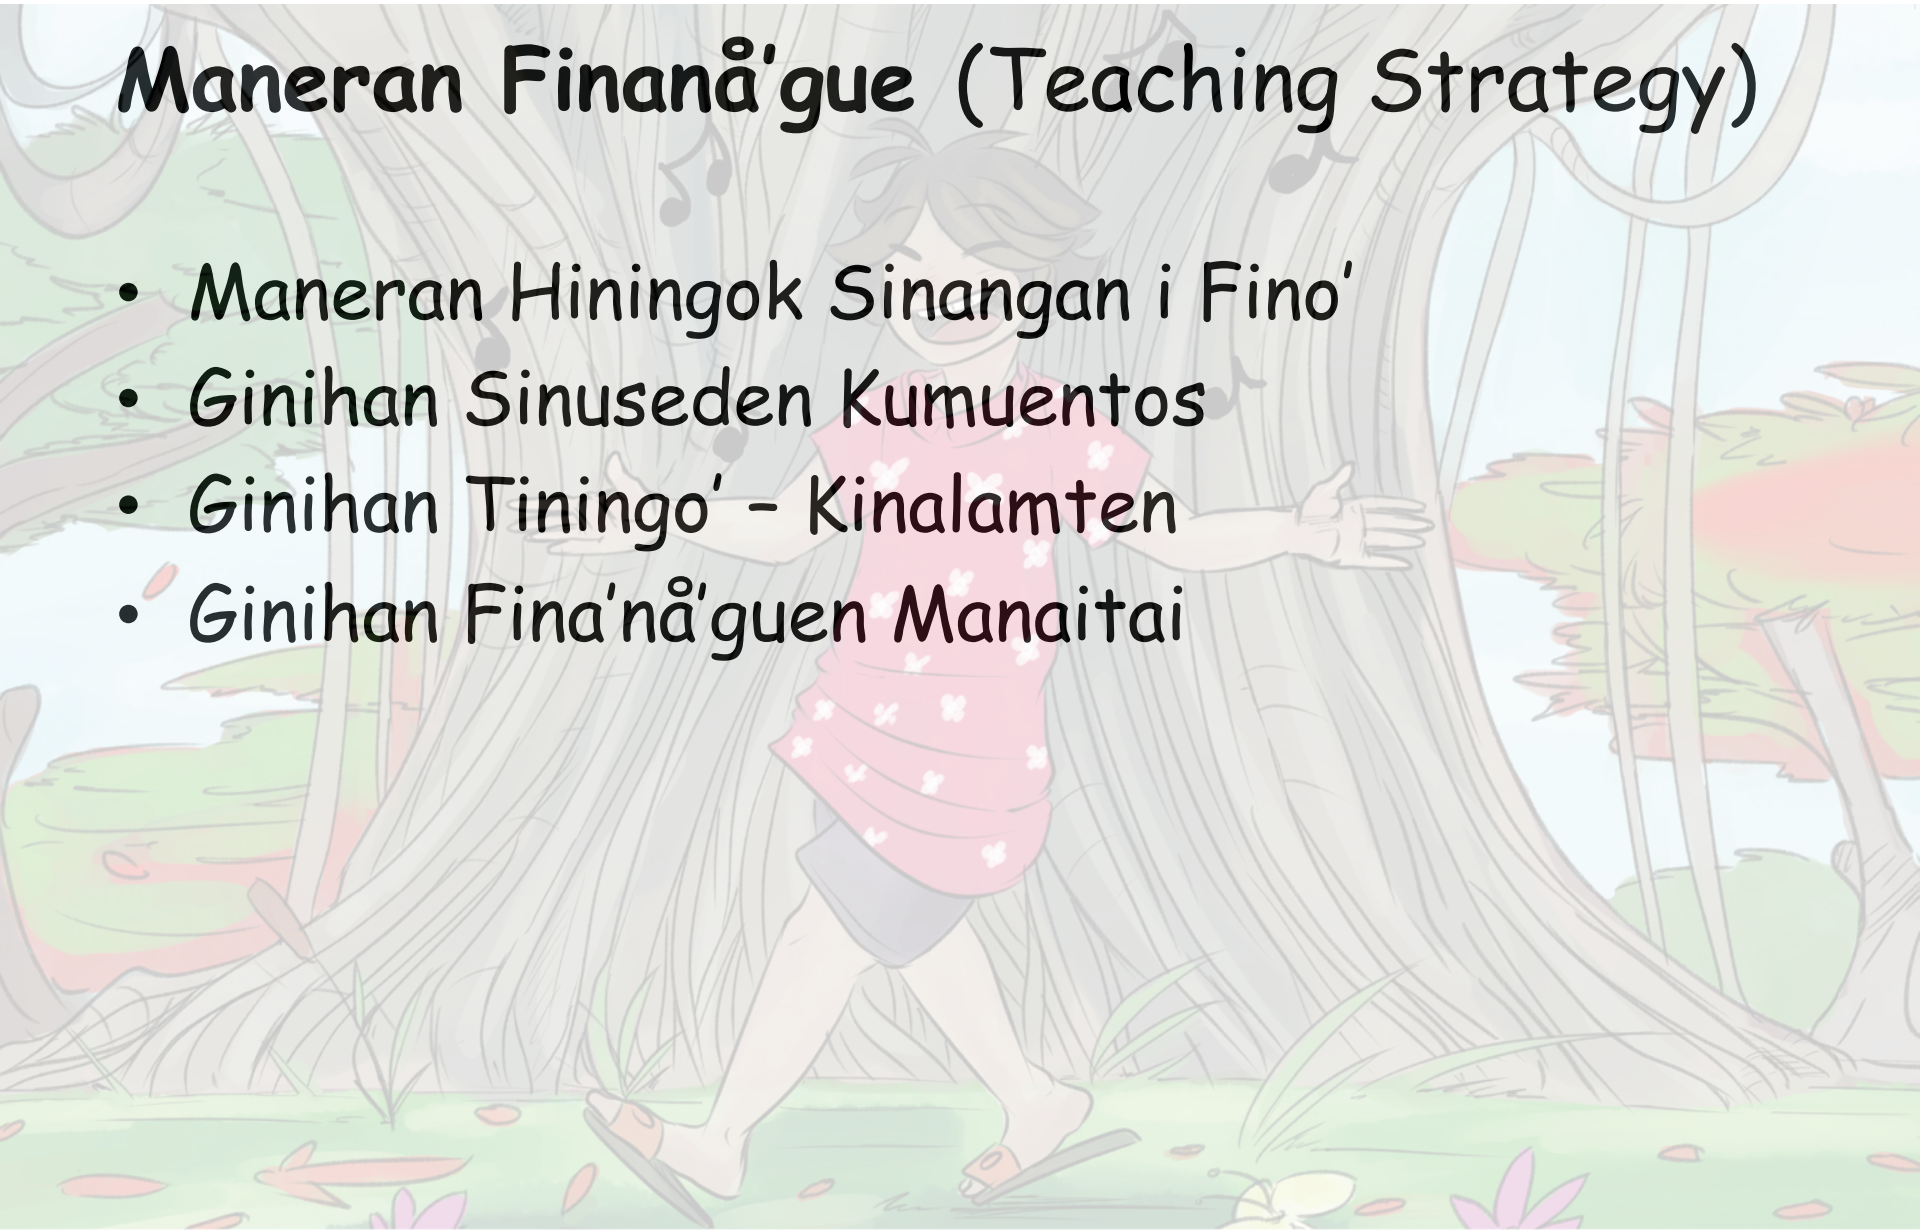 Maneran Finanå'gue (Teaching Strategy)
• Maneran Hiningok Sinangan i Fino'
• Ginihan Sinuseden Kumuentos
• Ginihan Tiningo' – Kinalamten
• Ginihan Fina'nå'guen Manaitai